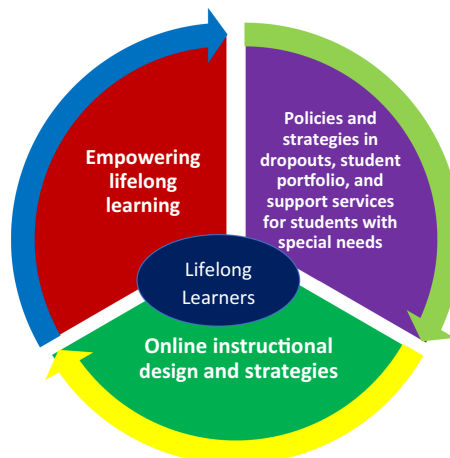 Empowering
lifelong
learning
Policies and
strategies in
dropouts, student
portfolio, and
support services
for students with
special needs
Lifelong
Learners
Online instructional
design and strategies